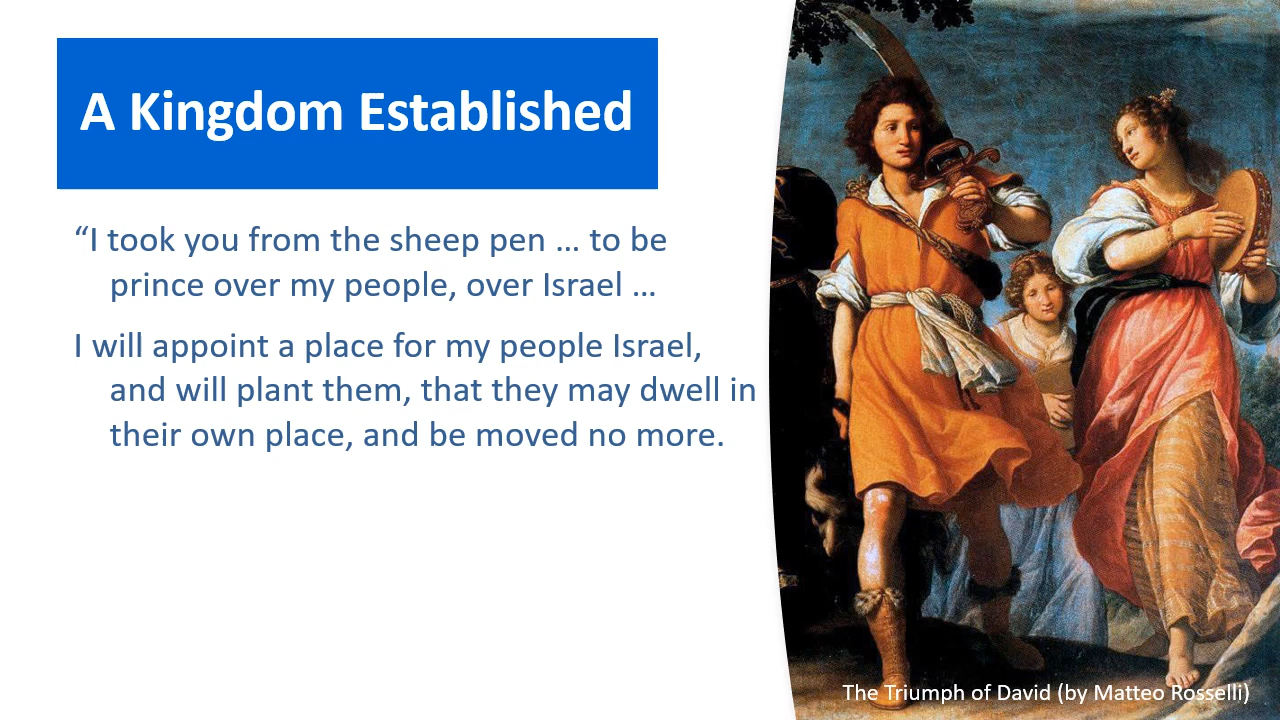 A Kingdom Established
“I took you from the sheep pen … to be
prince over my people, over Israel …
I will appoint a place for my people Israel,
and will plant them, that they may dwell in
their own place, and be moved no more.
The Triumph of David (by Matteo Rosselli)